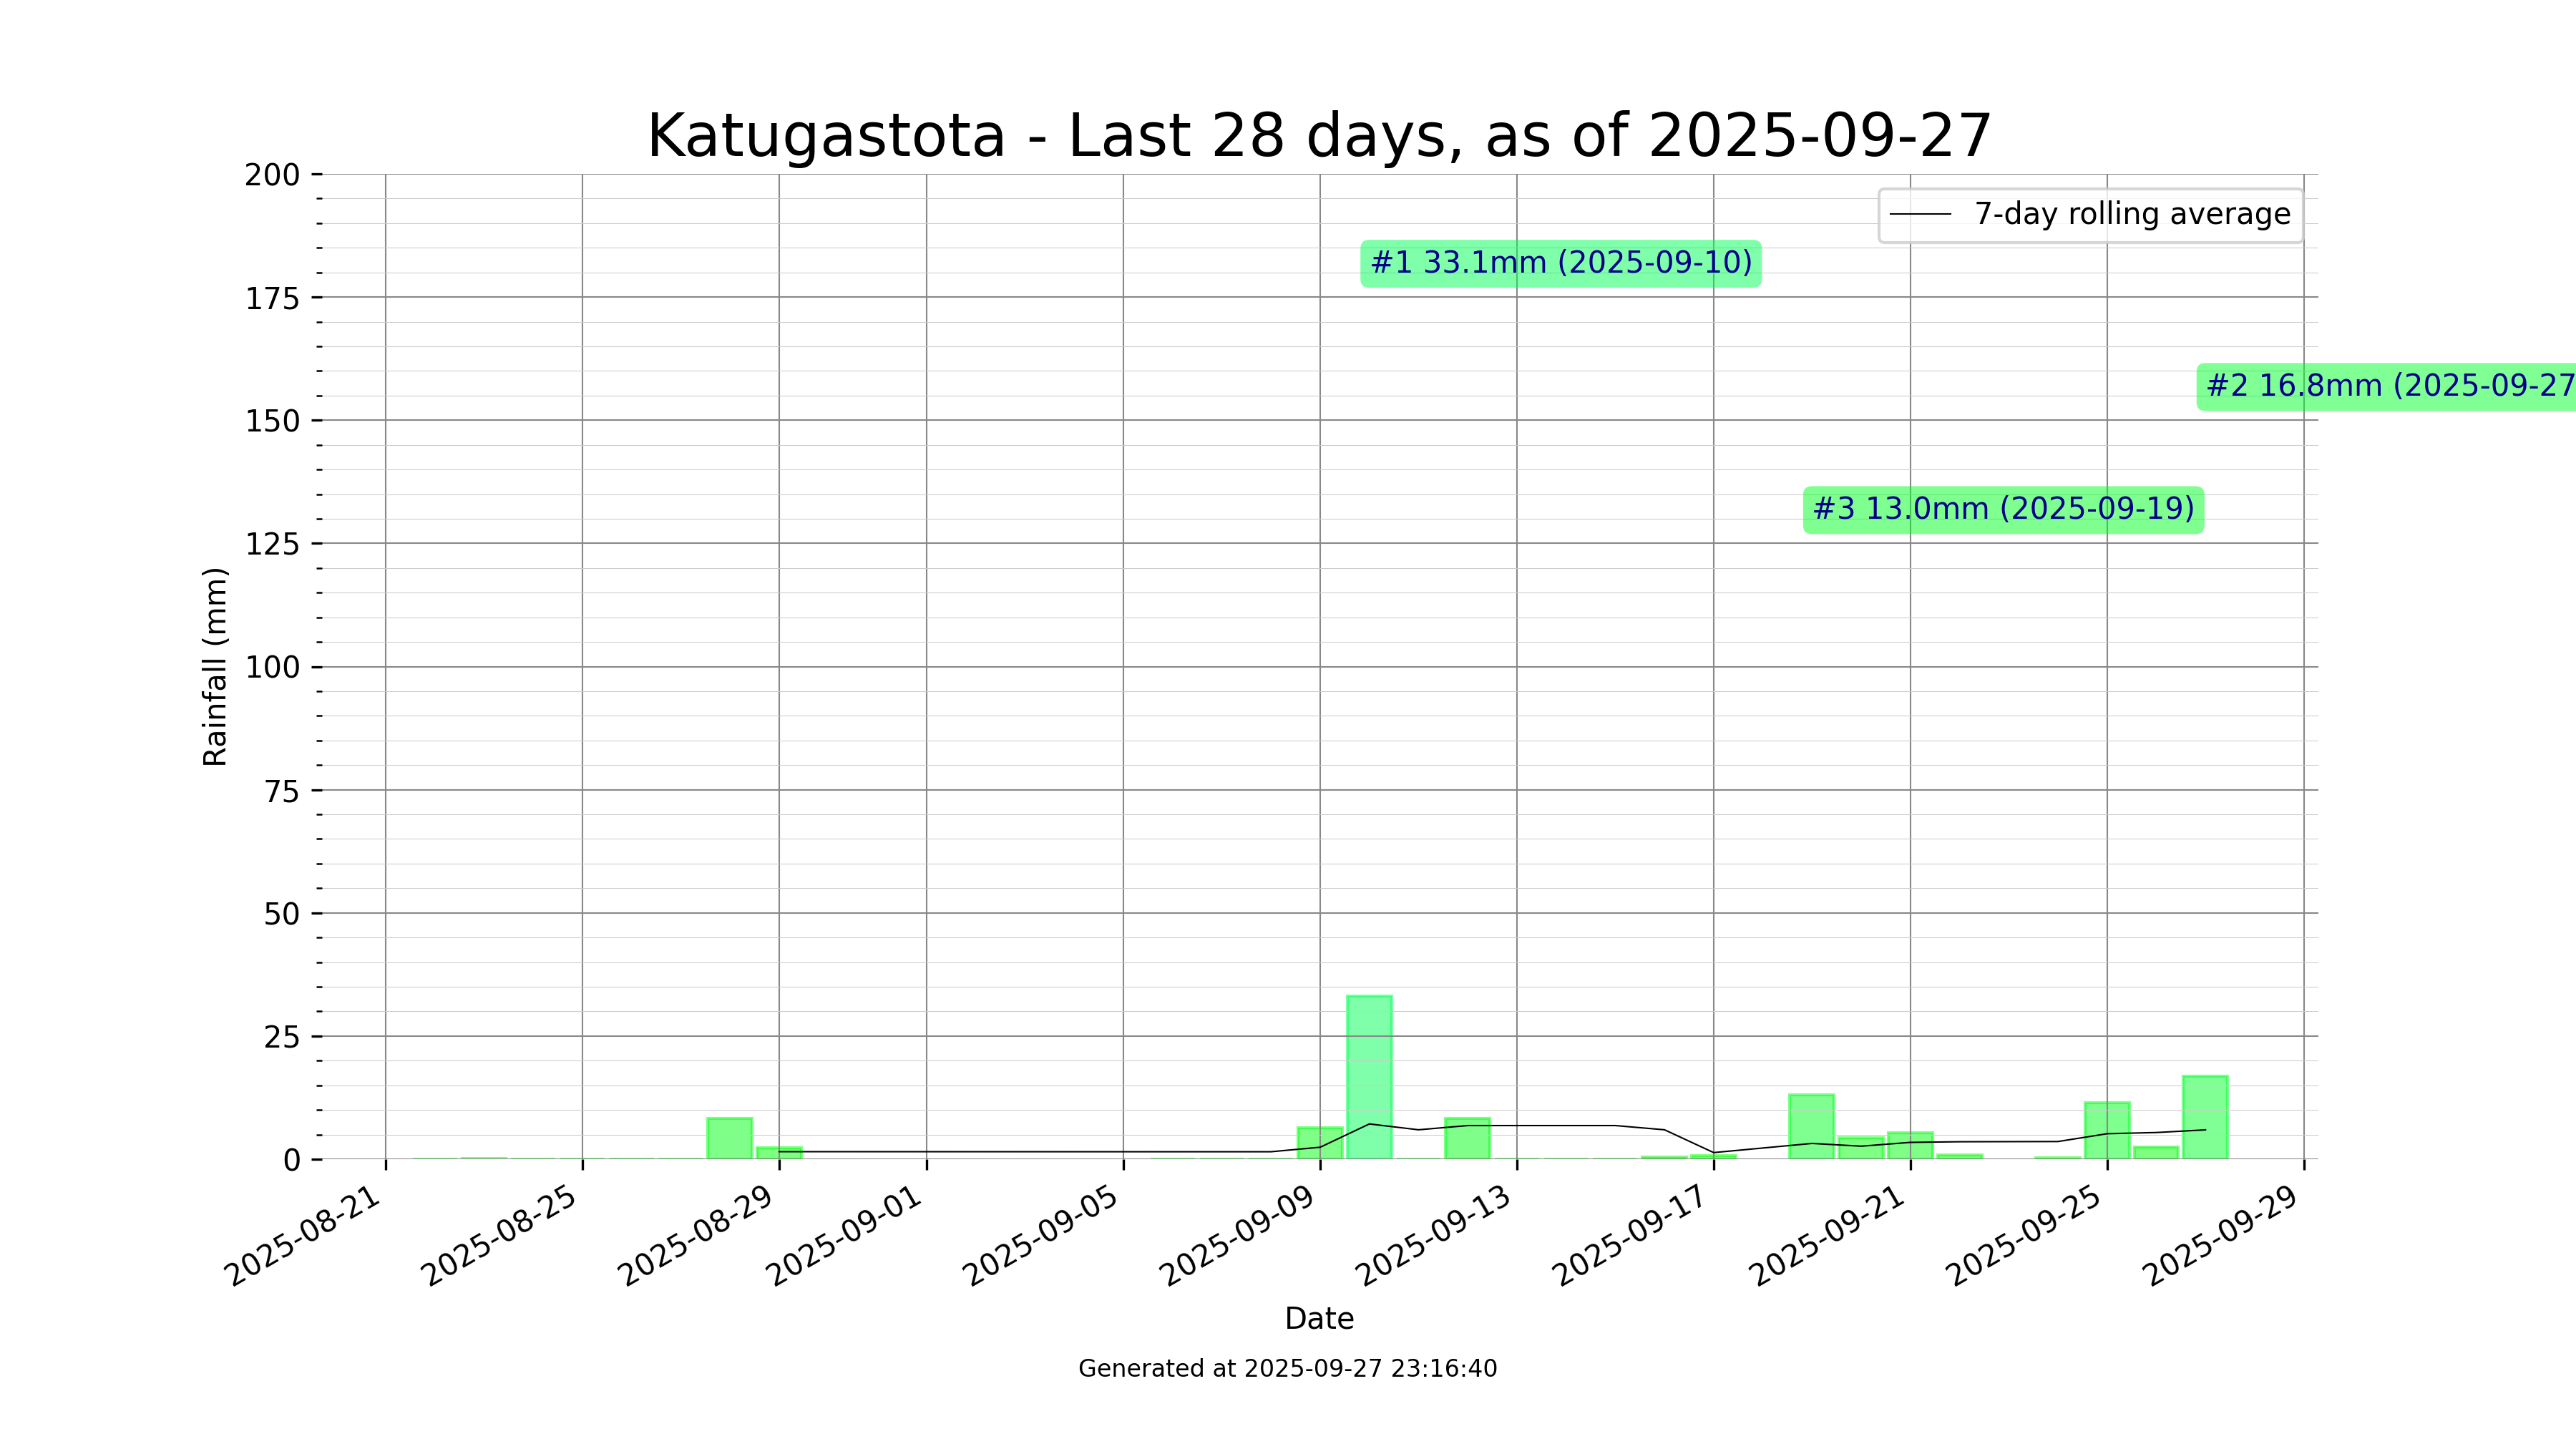 Katugastota - Last 28 days, as of 2025-09-27
200
175
150
125
100
75
50
25
0
Rainfall (mm)
7-day rolling average
#1 33.1mm (2025-09-10)
#2 16.8mm (2025-09-27
#3 13.0mm (2025-09-19)
2025-08-21
2025-08-25
2025-08-29
2025-09-01
2025-09-05
2025-09-09
2025-09-13
2025-09-17
2025-09-21
2025-09-25
2025-09-29
Date
Generated at 2025-09-27 23:16:40